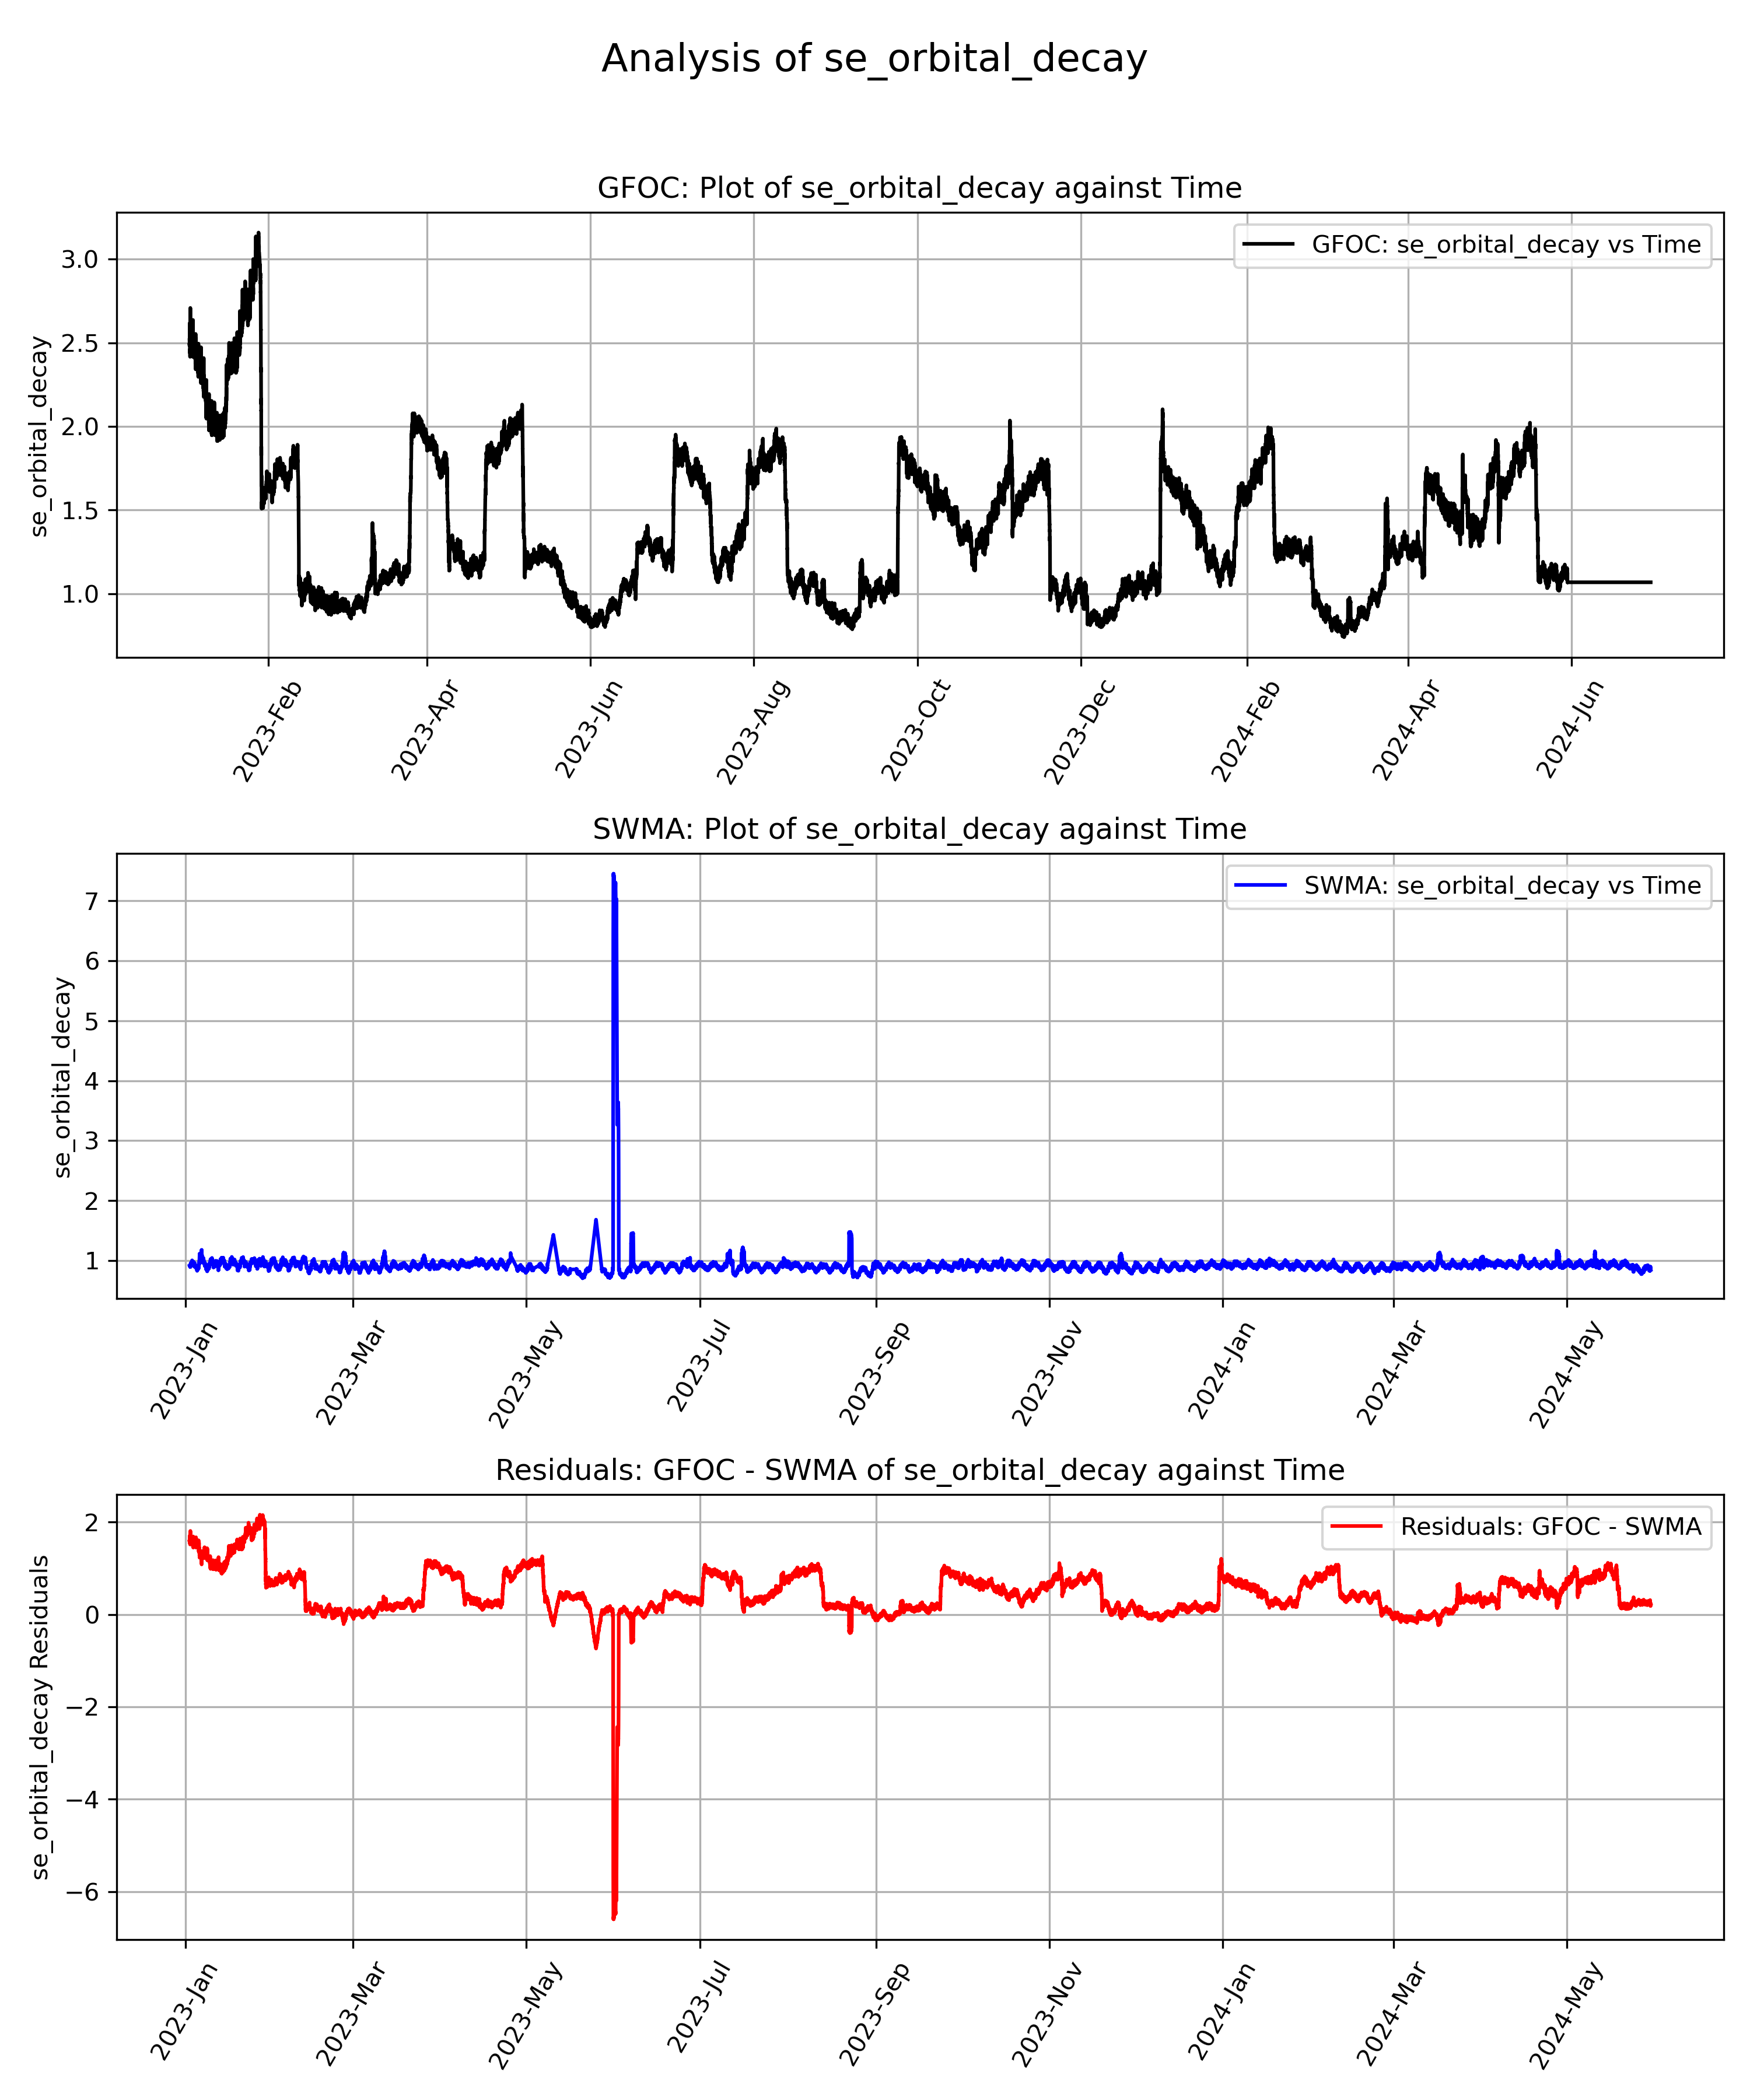 Analysis of se_orbital_decay
GFOC: Plot of se_orbital_decay against Time
GFOC: se_orbital_decay vs Time
se_orbital_decay
3.0
2.5
2.0
1.5
1.0
2023-Feb
2023-Apr
2023-Jun
2023-Aug
2023-Oct
2023-Dec
2024-Feb
2024-Apr
2024-Jun
SWMA: Plot of se_orbital_decay against Time
SWMA: se_orbital_decay vs Time
se_orbital_decay
7
6
5
4
3
2
1
2023-Jan
2023-Mar
2023-May
2023-Jul
2023-Sep
2023-Nov
2024-Jan
2024-Mar
2024-May
Residuals: GFOC - SWMA of se_orbital_decay against Time
Residuals: GFOC - SWMA
se_orbital_decay Residuals
2
0
−2
−4
−6
2023-Jan
2023-Mar
2023-May
2023-Jul
2023-Sep
2023-Nov
2024-Jan
2024-Mar
2024-May